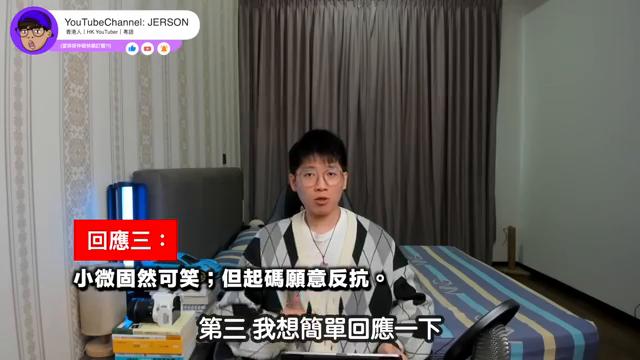 YouTubeChannel: JERSON
香港人｜HK YouTuber｜粵語
回應三：
小微固然可笑；但起碼願意反抗。
第三 我想簡單回應一下